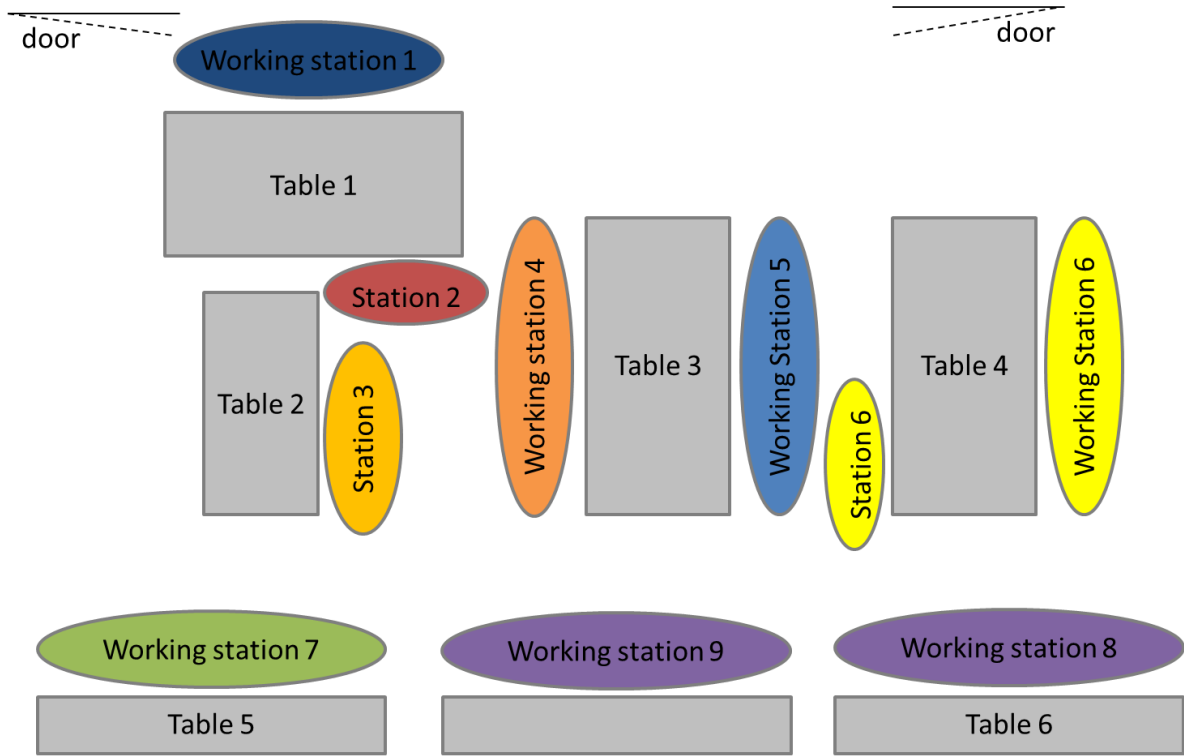 door
door
Working station 1
Table 1
Station 2
Working station 4
Table 3
Working Station 5
Table 4
Working Station 6
Table 2
Station 3
Station 6
Working station 7
Working station 9
Working station 8
Table 5
Table 6